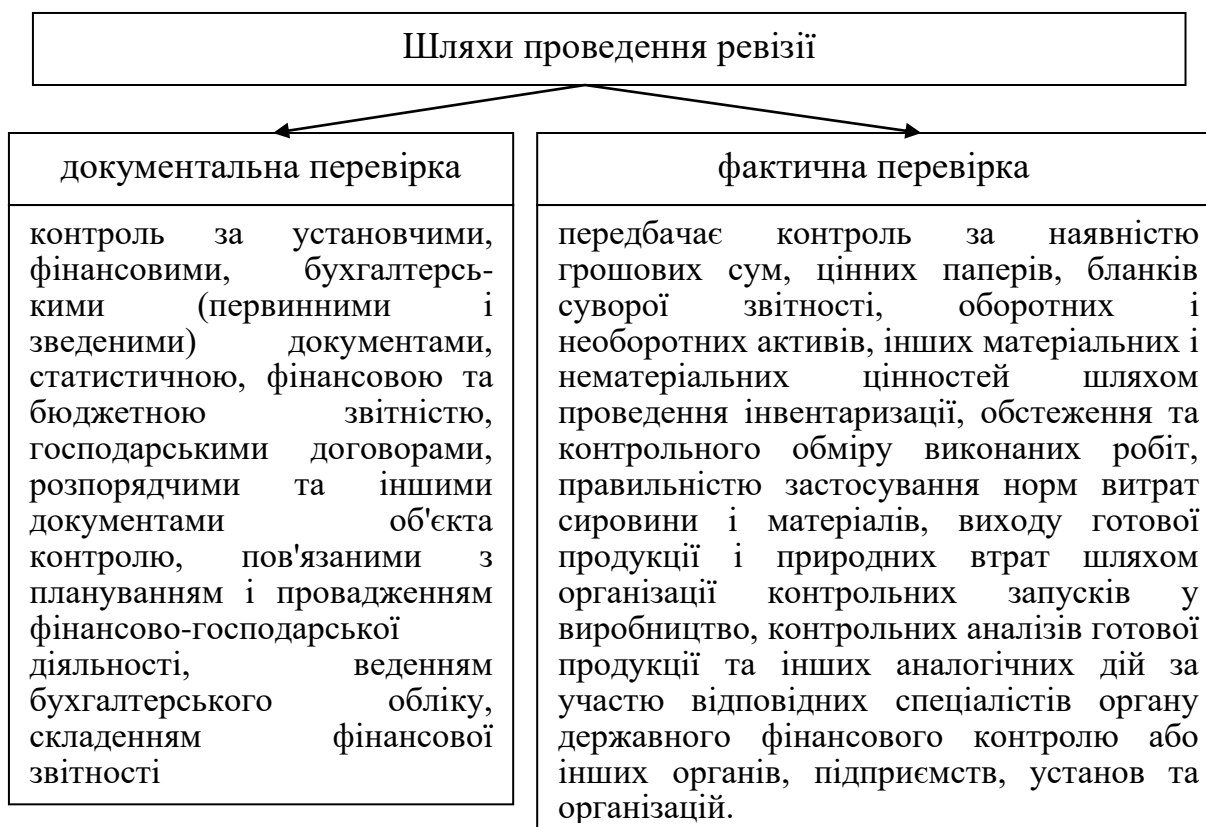 Шляхи проведення ревізії
документальна перевірка
контроль за установчими,
фінансовими, бухгалтерсь-
кими (первинними і
зведеними) документами,
статистичною, фінансовою та
бюджетною звітністю,
господарськими договорами,
розпорядчими та іншими
документами об'єкта
контролю, пов'язаними з
плануванням і провадженням
фінансово-господарської
діяльності, веденням
бухгалтерського обліку,
складенням фінансової
звітності
фактична перевірка
передбачає контроль за наявністю
грошових сум, цінних паперів, бланків
суворої звітності, оборотних і
необоротних активів, інших матеріальних і
нематеріальних цінностей шляхом
проведення інвентаризації, обстеження та
контрольного обміру виконаних робіт,
правильністю застосування норм витрат
сировини і матеріалів, виходу готової
продукції і природних втрат шляхом
організації контрольних запусків у
виробництво, контрольних аналізів готової
продукції та інших аналогічних дій за
участю відповідних спеціалістів органу
державного фінансового контролю або
інших органів, підприємств, установ та
організацій.